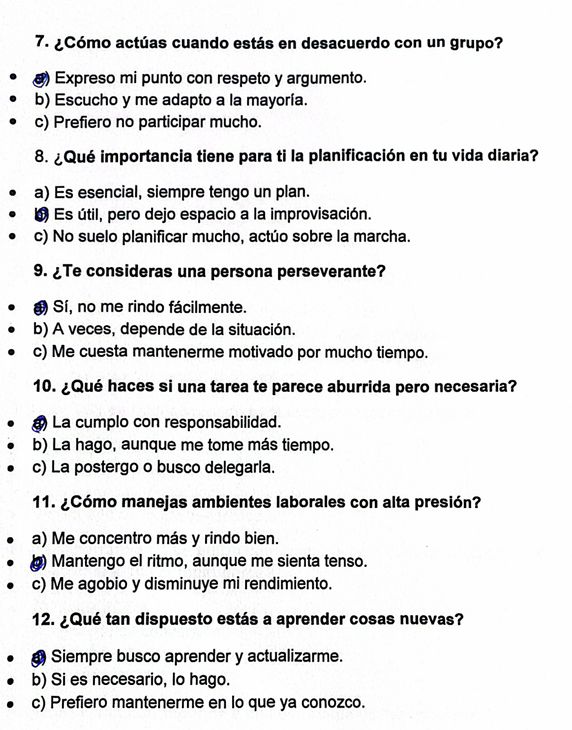 7. ¿Cómo actúas cuando estás en desacuerdo con un grupo?
• a) Expreso mi punto con respeto y argumento.
• b) Escucho y me adapto a la mayoría.
• c) Prefiero no participar mucho.
8. ¿Qué importancia tiene para ti la planificación en tu vida diaria?
• a) Es esencial, siempre tengo un plan.
• b) Es útil, pero dejo espacio a la improvisación.
• c) No suelo planificar mucho, actúo sobre la marcha.
9. ¿Te consideras una persona perseverante?
• a) Sí, no me rindo fácilmente.
• b) A veces, depende de la situación.
• c) Me cuesta mantenerme motivado por mucho tiempo.
10. ¿Qué haces si una tarea te parece aburrida pero necesaria?
• a) La cumplo con responsabilidad.
• b) La hago, aunque me tome más tiempo.
• c) La postergo o busco delegarla.
11. ¿Cómo manejas ambientes laborales con alta presión?
• a) Me concentro más y rindo bien.
• b) Mantengo el ritmo, aunque me sienta tenso.
• c) Me agobio y disminuye mi rendimiento.
12. ¿Qué tan dispuesto estás a aprender cosas nuevas?
• a) Siempre busco aprender y actualizarme.
• b) Si es necesario, lo hago.
• c) Prefiero mantenerme en lo que ya conozco.